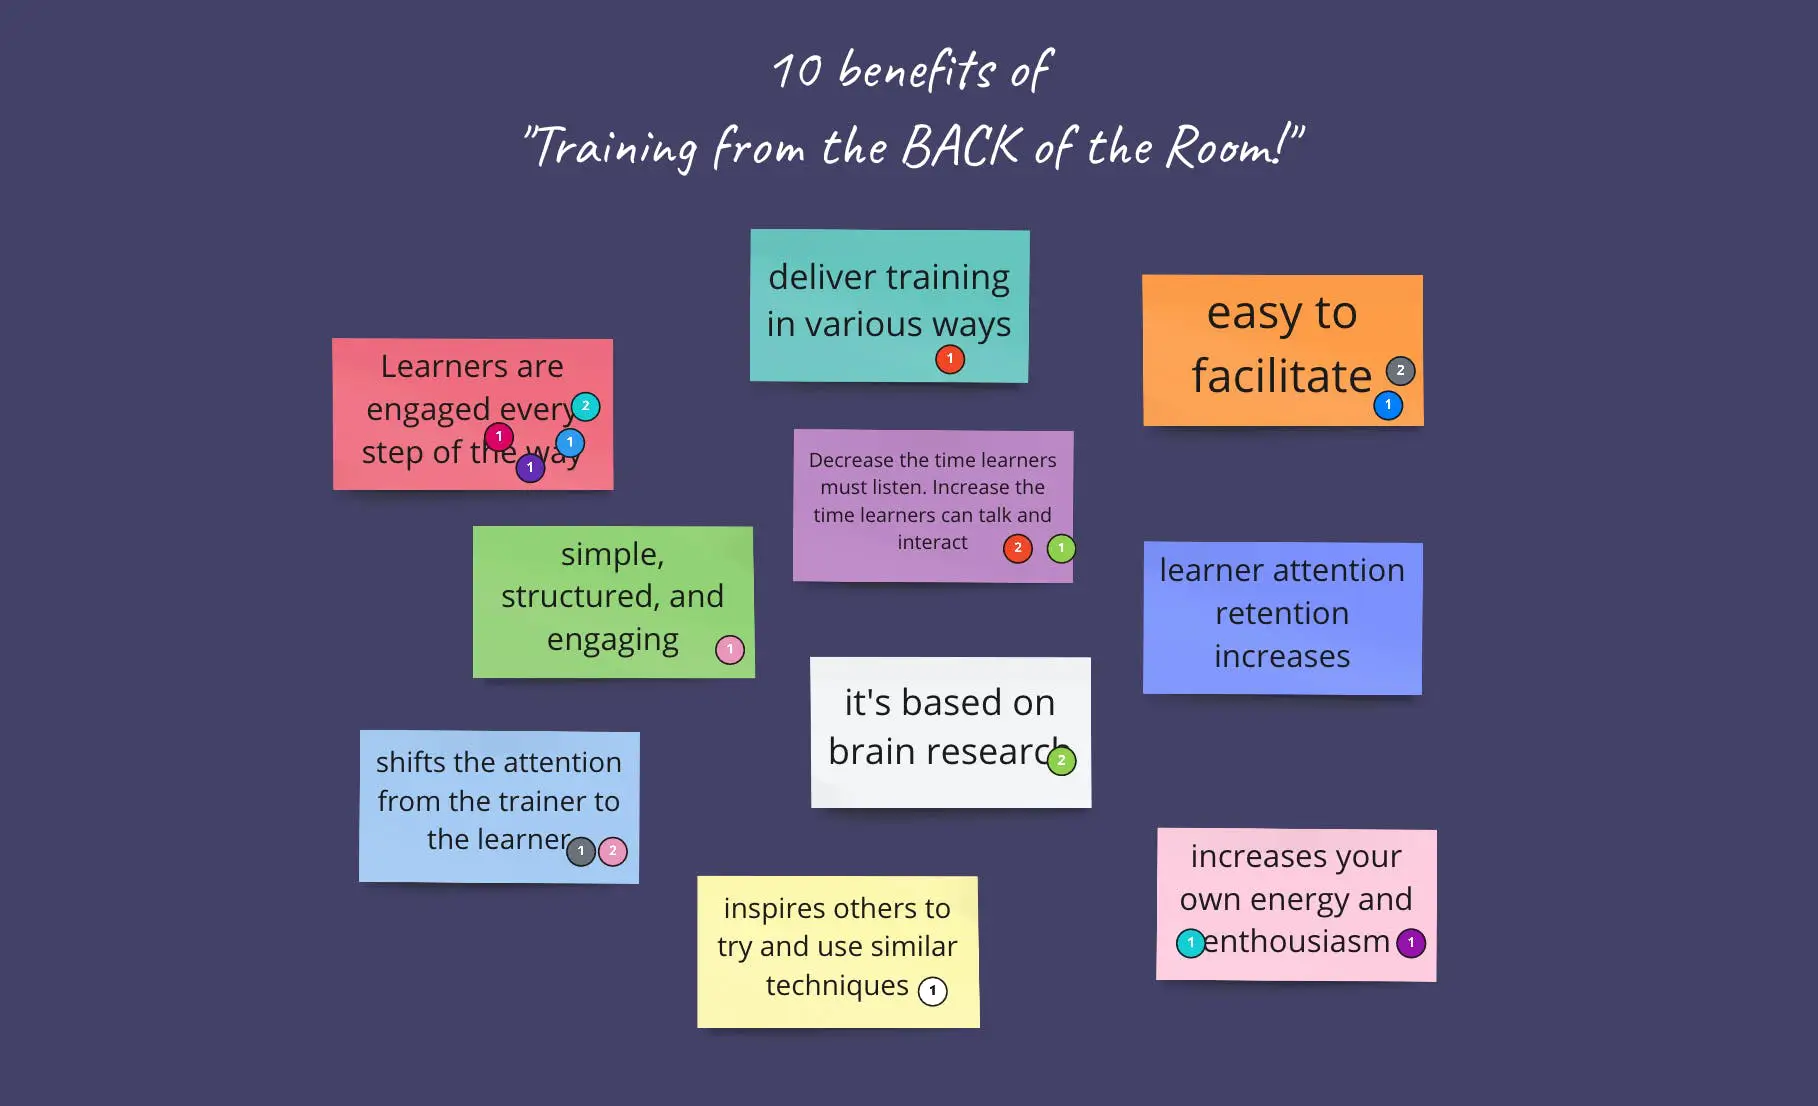 10 benefits of
"Training from the BACK of the Room!"
deliver training
in various ways
1
easy to
facilitate
2
1
Learners are
engaged every
step of the way
2
1
1
1
Decrease the time learners
must listen. Increase the
time learners can talk and
interact
2
1
simple,
structured, and
engaging
1
learner attention
retention
increases
it's based on
brain research
2
shifts the attention
from the trainer to
the learner
1
2
increases your
own energy and
enthousiasm
1
1
inspires others to
try and use similar
techniques
1